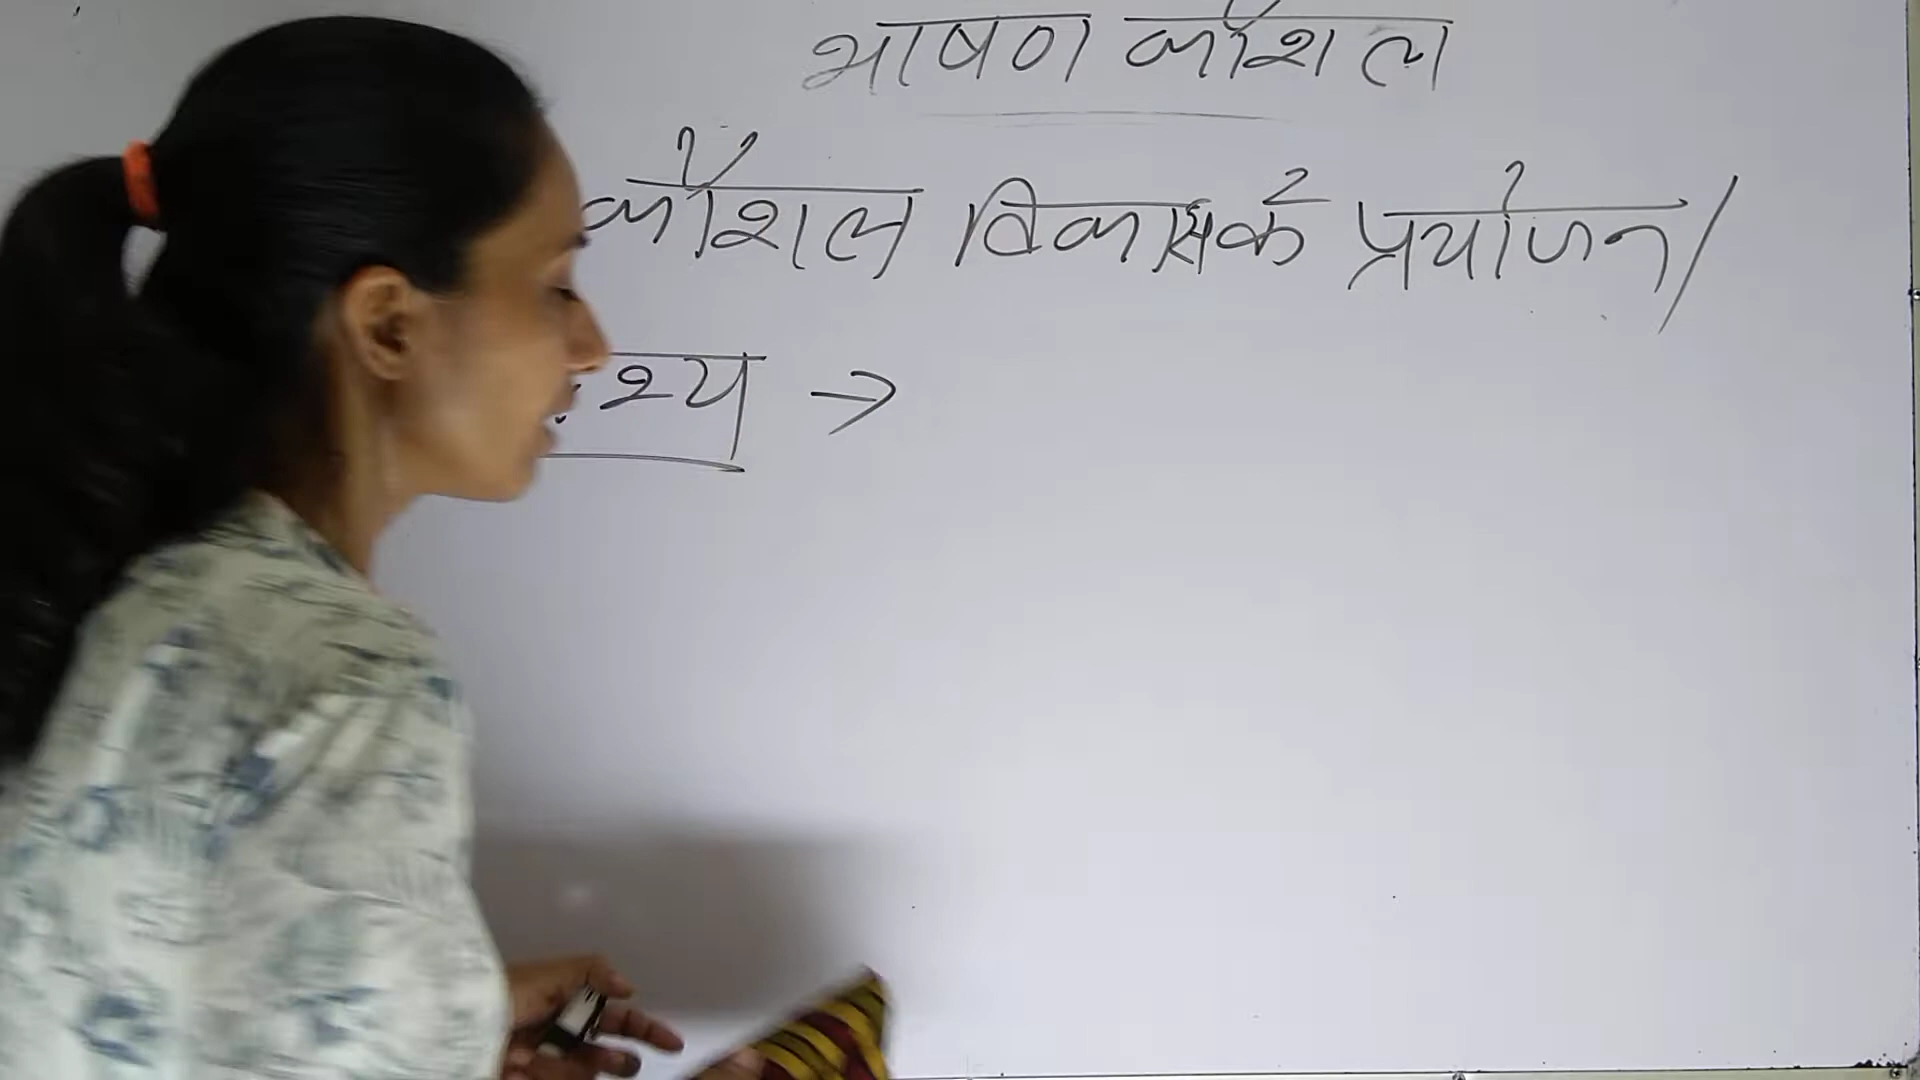 भाषण कौशल
कौशल विकास के प्रयोजन/
श्य →